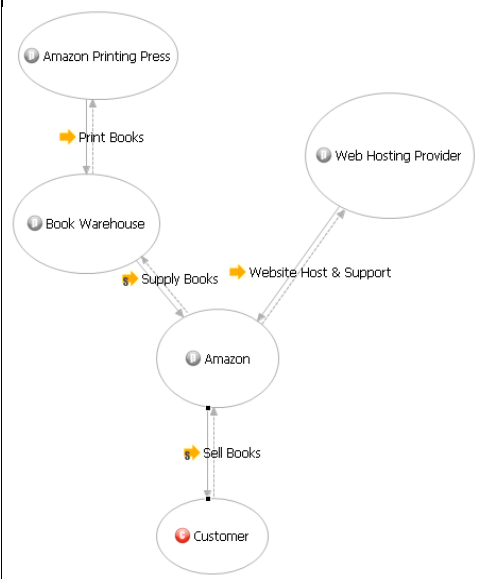 Amazon Printing Press
Print Books
Web Hosting Provider
Book Warehouse
S Supply Books
Website Host & Support
Amazon
S Sell Books
C Customer